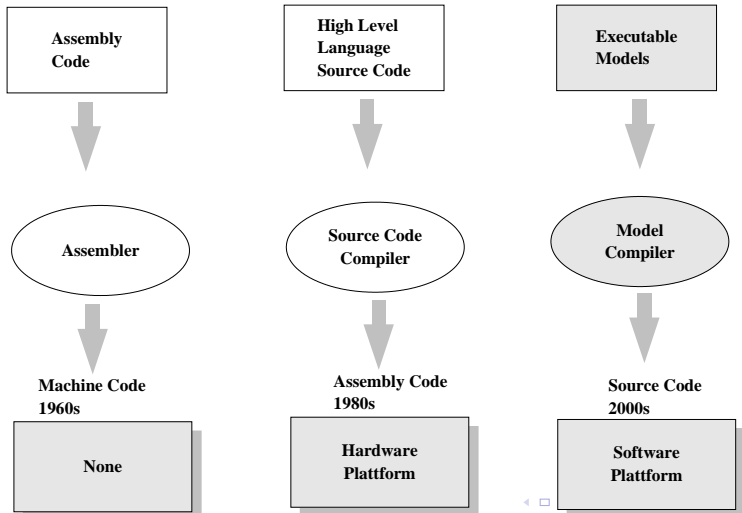 Assembly
Code
High Level
Language
Source Code
Executable
Models
Assembler
Source Code
Compiler
Model
Compiler
Machine Code
1960s
Assembly Code
1980s
Source Code
2000s
None
Hardware
Plattform
Software
Plattform